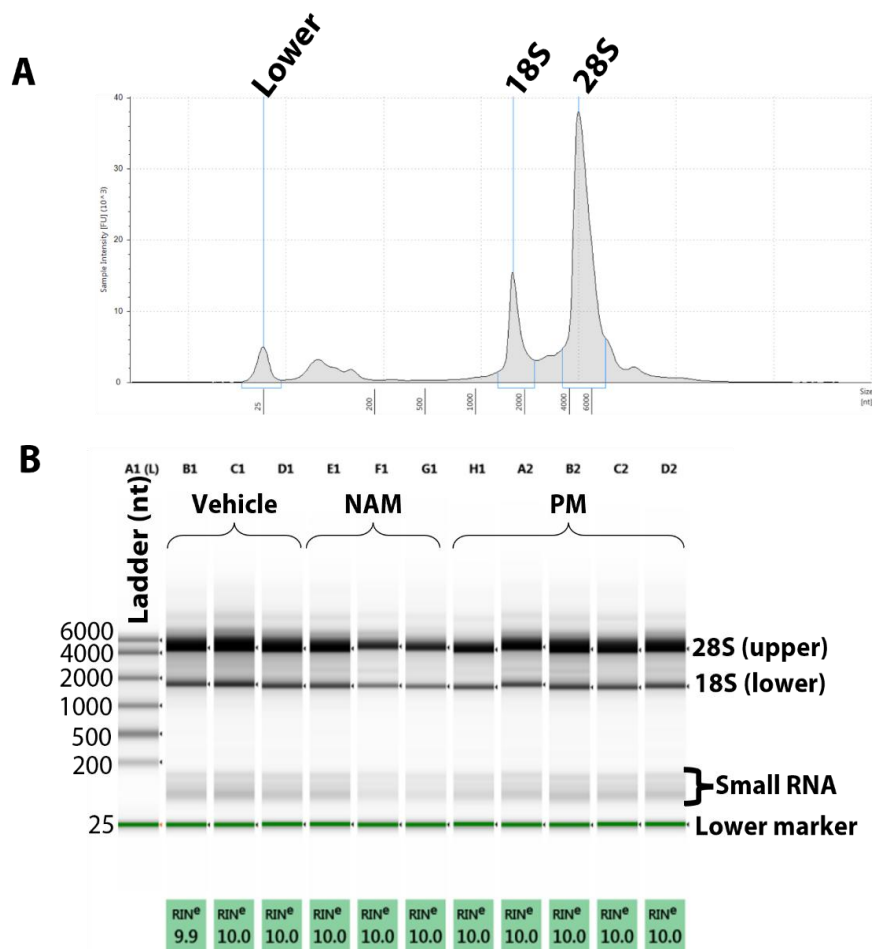 A
Lower
18S
28S
Sample Intensity [FU] (10^3)
40
30
20
10
0
25
200
500
1000
2000
4000
6000
Size
[nt]
B
A1 (L) B1 C1 D1 E1 F1 G1 H1 A2 B2 C2 D2
Ladder (nt)
Vehicle NAM PM
6000
4000
2000
1000
500
200
25
28S (upper)
18S (lower)
Small RNA
Lower marker
RINe RINe RINe RINe RINe RINe RINe RINe RINe RINe RINe
9.9 10.0 10.0 10.0 10.0 10.0 10.0 10.0 10.0 10.0 10.0